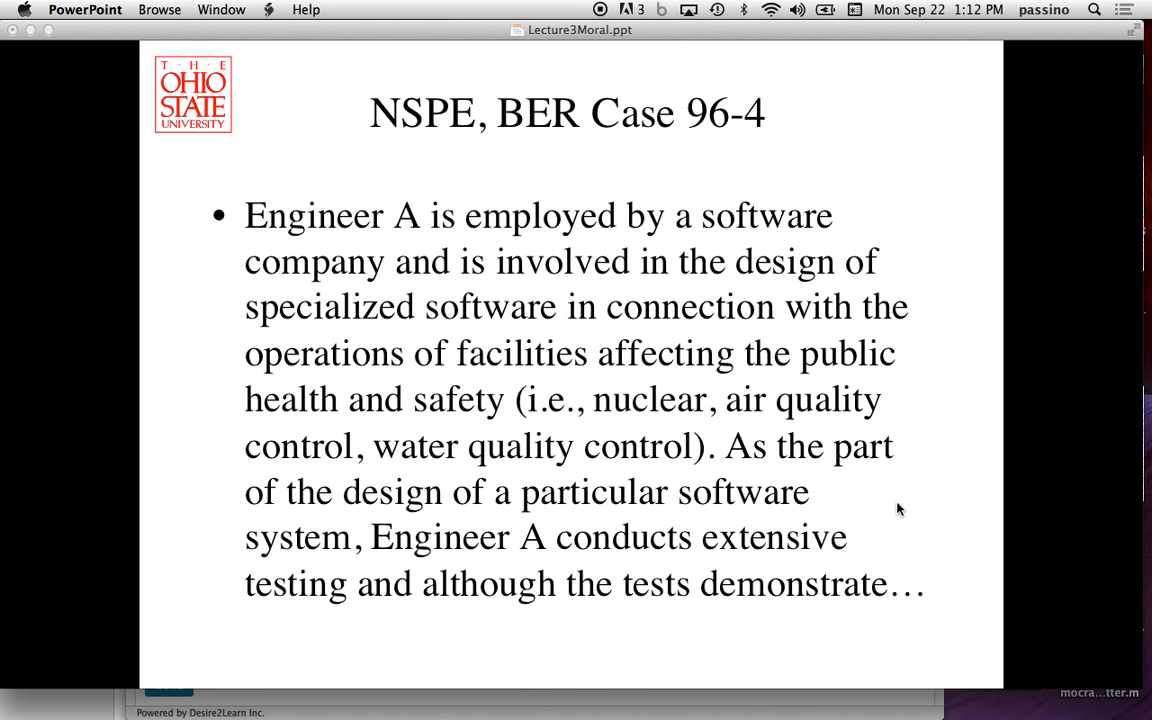 PowerPoint Browse Window Help 3 Mon Sep 22 1:12 PM passino
Lecture3Moral.ppt
T · H · E
OHIO
STATE
UNIVERSITY
NSPE, BER Case 96-4
• Engineer A is employed by a software
company and is involved in the design of
specialized software in connection with the
operations of facilities affecting the public
health and safety (i.e., nuclear, air quality
control, water quality control). As the part
of the design of a particular software
system, Engineer A conducts extensive
testing and although the tests demonstrate…
mocra...tter.m
Powered by Desire2Learn Inc.